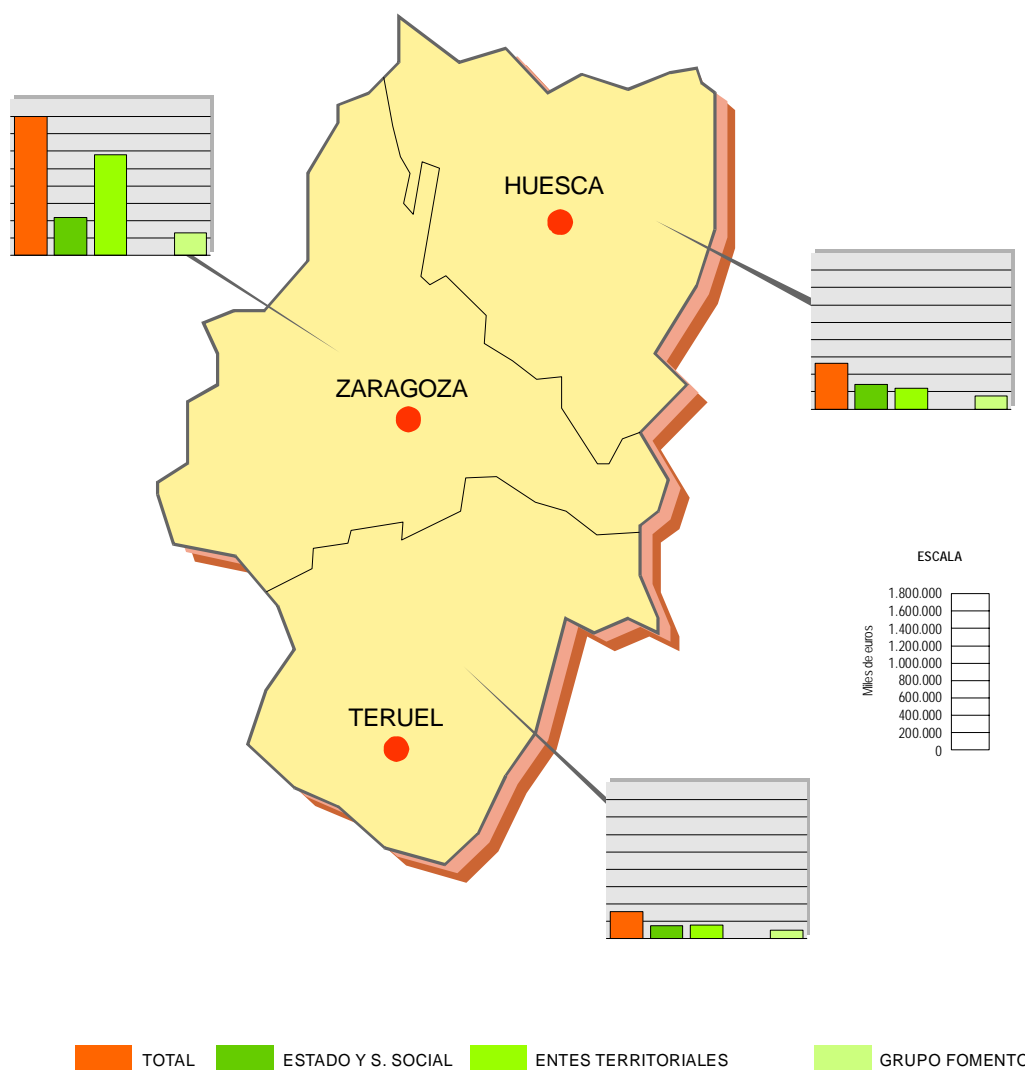 HUESCA
ZARAGOZA
TERUEL
ESCALA
Miles de euros
1.800.000
1.600.000
1.400.000
1.200.000
1.000.000
800.000
600.000
400.000
200.000
0
TOTAL ESTADO Y S. SOCIAL ENTES TERRITORIALES GRUPO FOMENTO